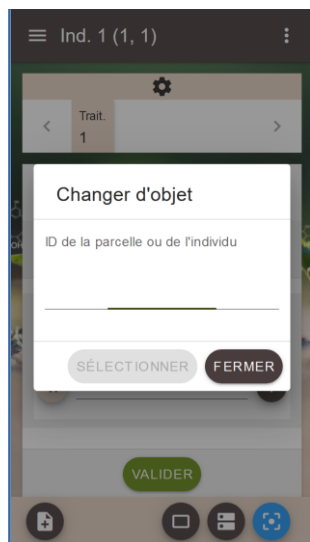 Ind. 1 (1, 1)
Trait.
1
Changer d'objet
ID de la parcelle ou de l'individu
SÉLECTIONNER FERMER
VALIDER